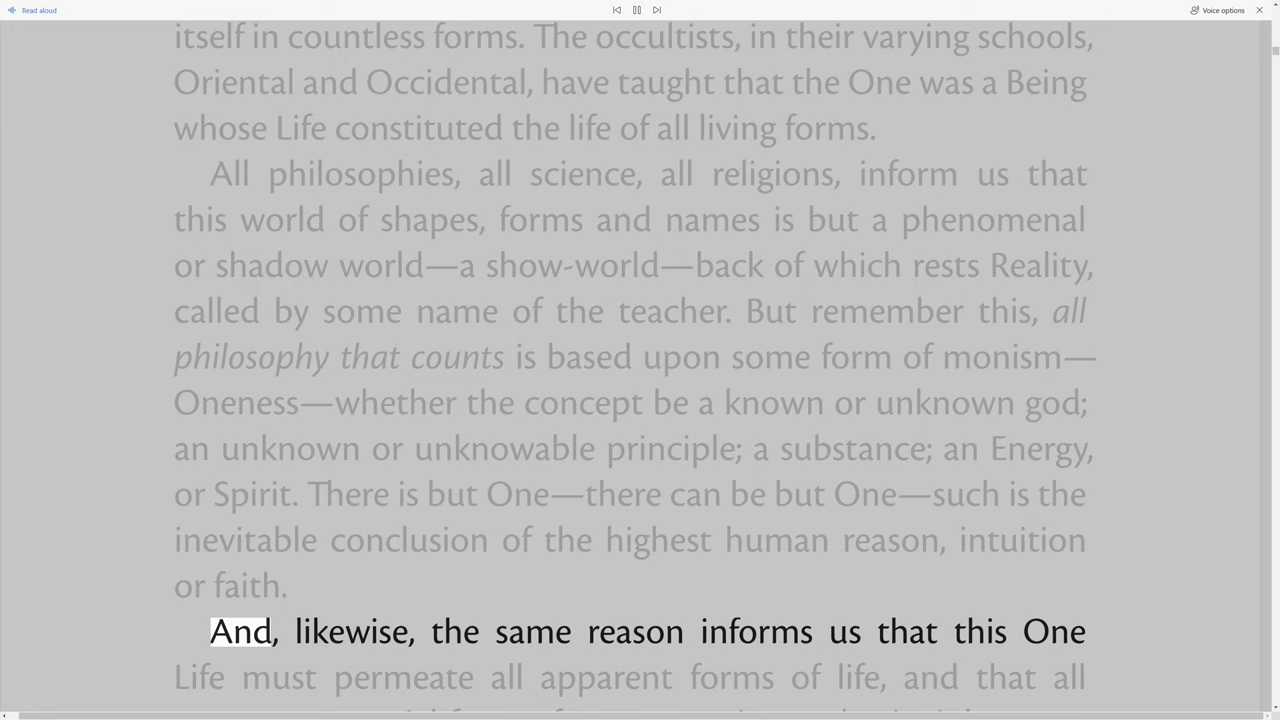 Read aloud
Voice options
itself in countless forms. The occultists, in their varying schools,
Oriental and Occidental, have taught that the One was a Being
whose Life constituted the life of all living forms.
All philosophies, all science, all religions, inform us that
this world of shapes, forms and names is but a phenomenal
or shadow world—a show-world—back of which rests Reality,
called by some name of the teacher. But remember this, all
philosophy that counts is based upon some form of monism—
Oneness—whether the concept be a known or unknown god;
an unknown or unknowable principle; a substance; an Energy,
or Spirit. There is but One—there can be but One—such is the
inevitable conclusion of the highest human reason, intuition
or faith.
And, likewise, the same reason informs us that this One
Life must permeate all apparent forms of life, and that all